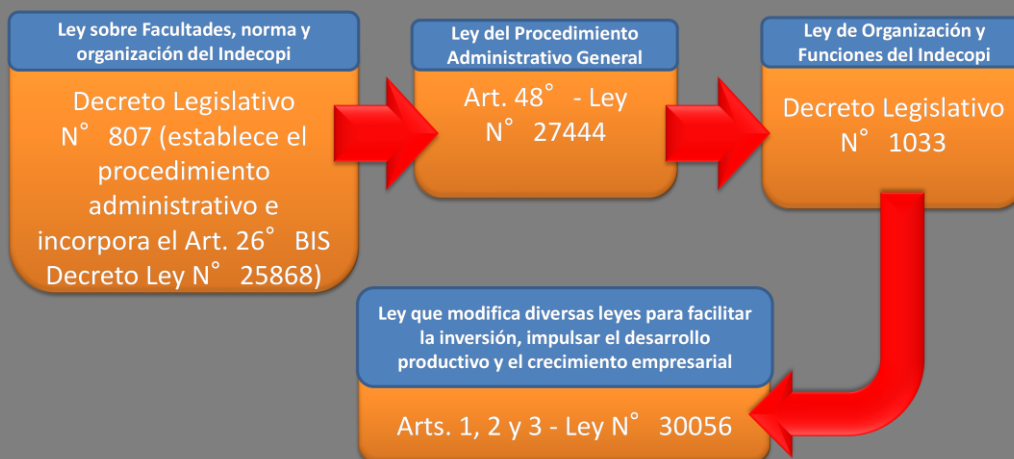 Ley sobre Facultades, norma y
organización del Indecopi
Decreto Legislativo
N° 807 (establece el
procedimiento
administrativo e
incorpora el Art. 26° BIS
Decreto Ley N° 25868)
Ley del Procedimiento
Administrativo General
Art. 48° - Ley
N° 27444
Ley de Organización y
Funciones del Indecopi
Decreto Legislativo
N° 1033
Ley que modifica diversas leyes para facilitar
la inversión, impulsar el desarrollo
productivo y el crecimiento empresarial
Arts. 1, 2 y 3 - Ley N° 30056